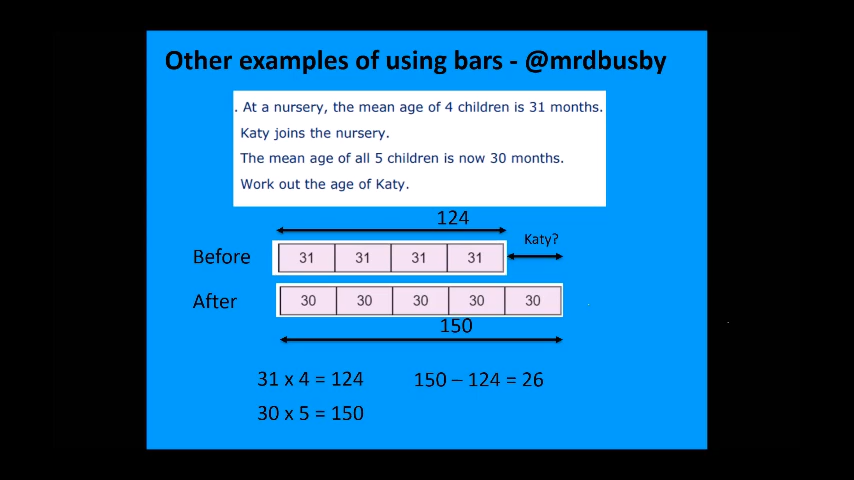 Other examples of using bars - @mrdbusby
. At a nursery, the mean age of 4 children is 31 months.
Katy joins the nursery.
The mean age of all 5 children is now 30 months.
Work out the age of Katy.
124
Katy?
Before 31 31 31 31
After 30 30 30 30 30
150
31 x 4 = 124 150 – 124 = 26
30 x 5 = 150